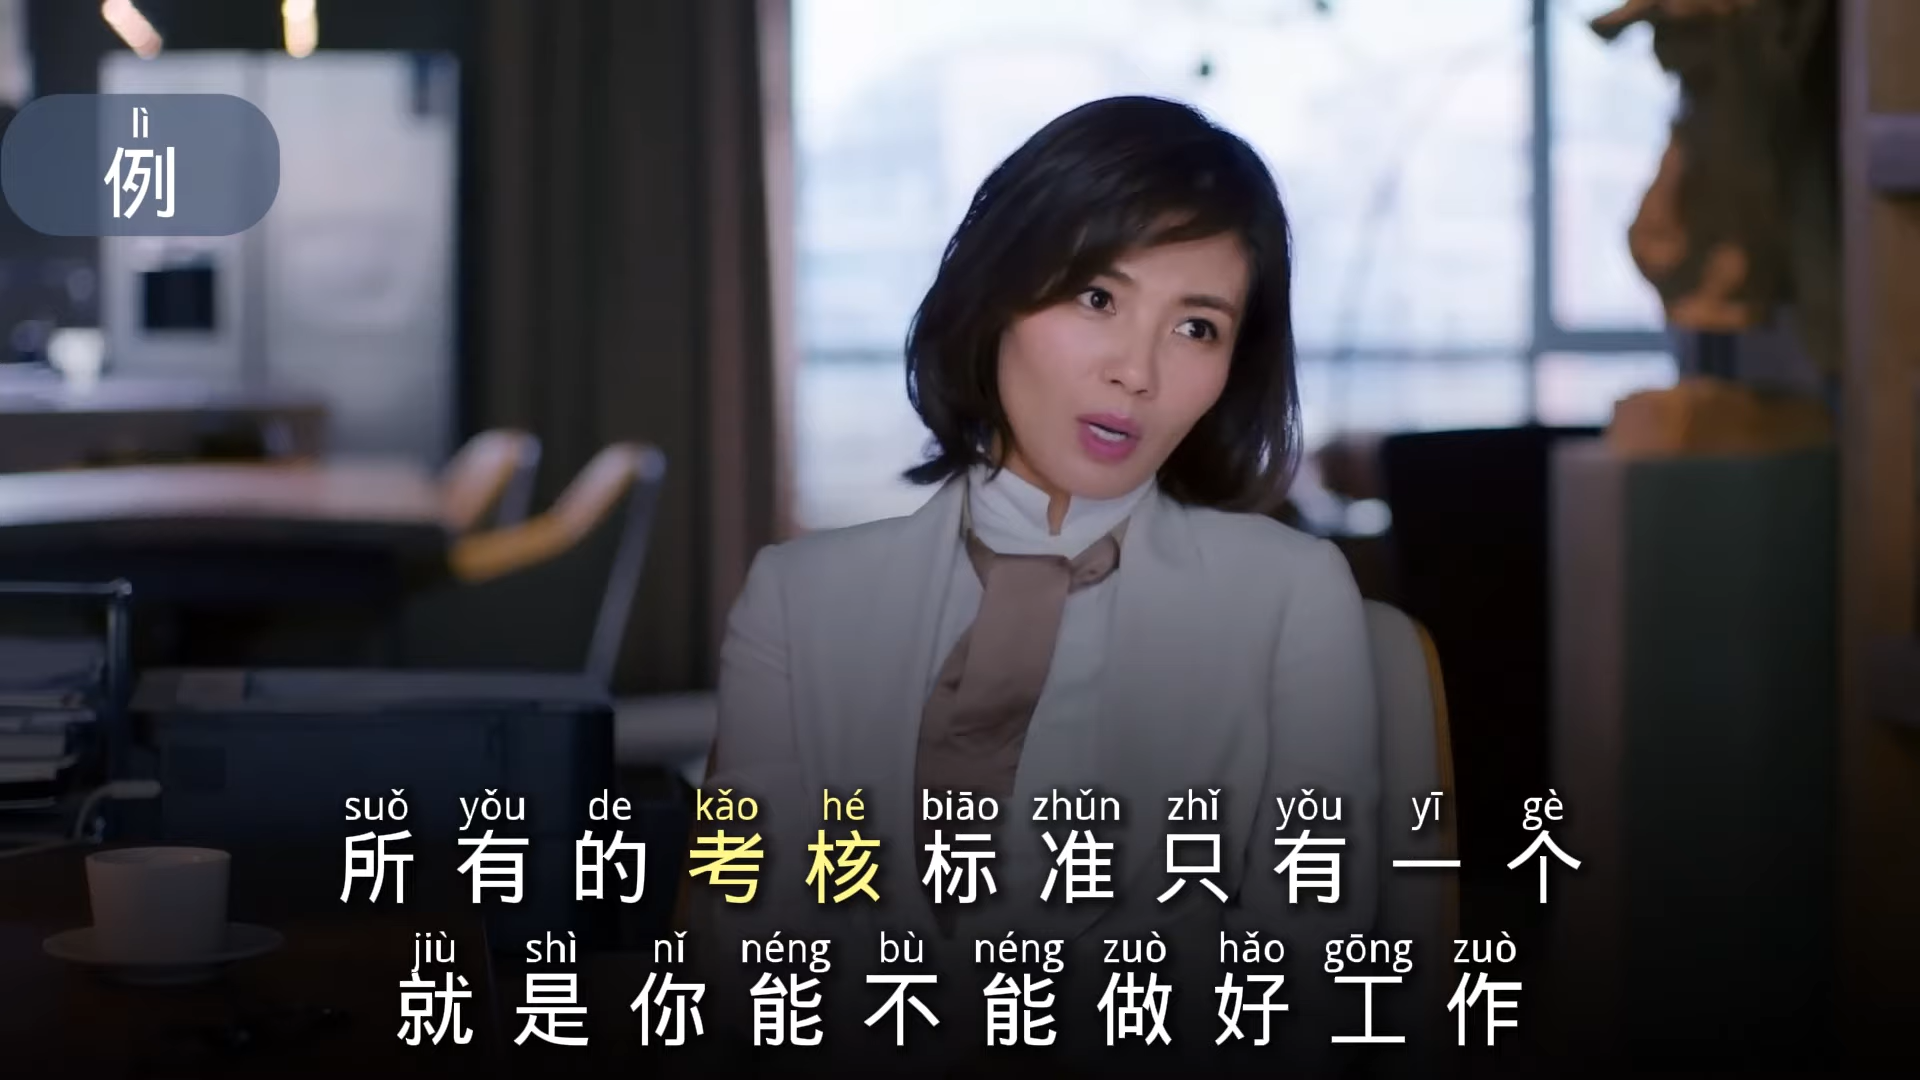 lì
例
suǒ yǒu de kǎo hé biāo zhǔn zhǐ yǒu yī gè
所有的考核标准只有一个
jiù shì nǐ néng bù néng zuò hǎo gōng zuò
就是你能不能做好工作